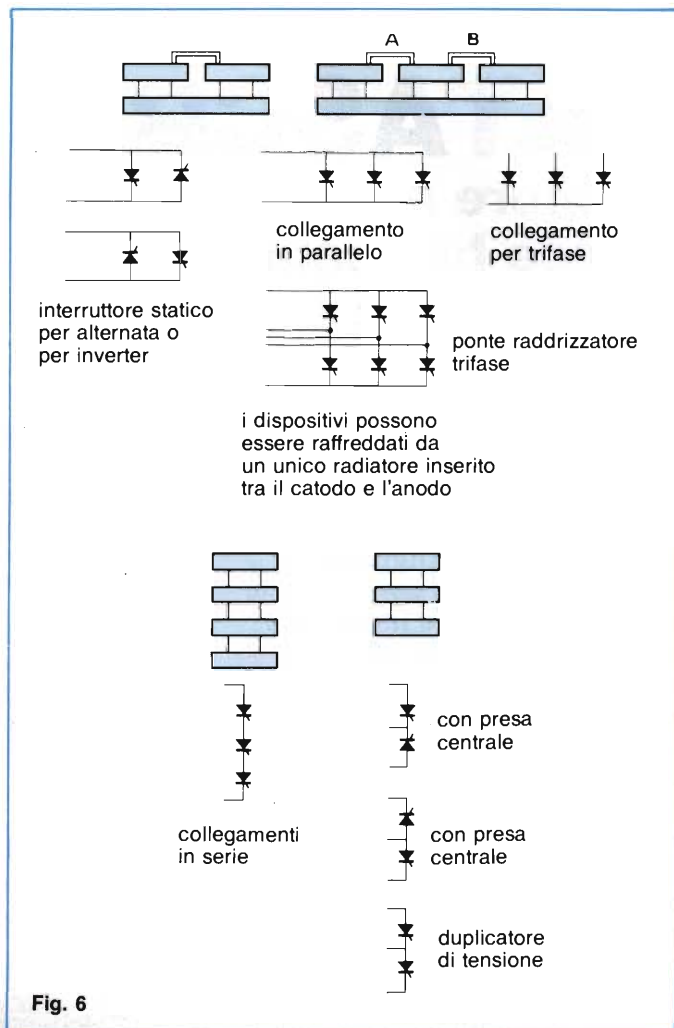 A B
collegamento
in parallelo
collegamento
per trifase
interruttore statico
per alternata o
per inverter
ponte raddrizzatore
trifase
i dispositivi possono
essere raffreddati da
un unico radiatore inserito
tra il catodo e l'anodo
con presa
centrale
collegamenti
in serie
con presa
centrale
duplicatore
di tensione
Fig. 6